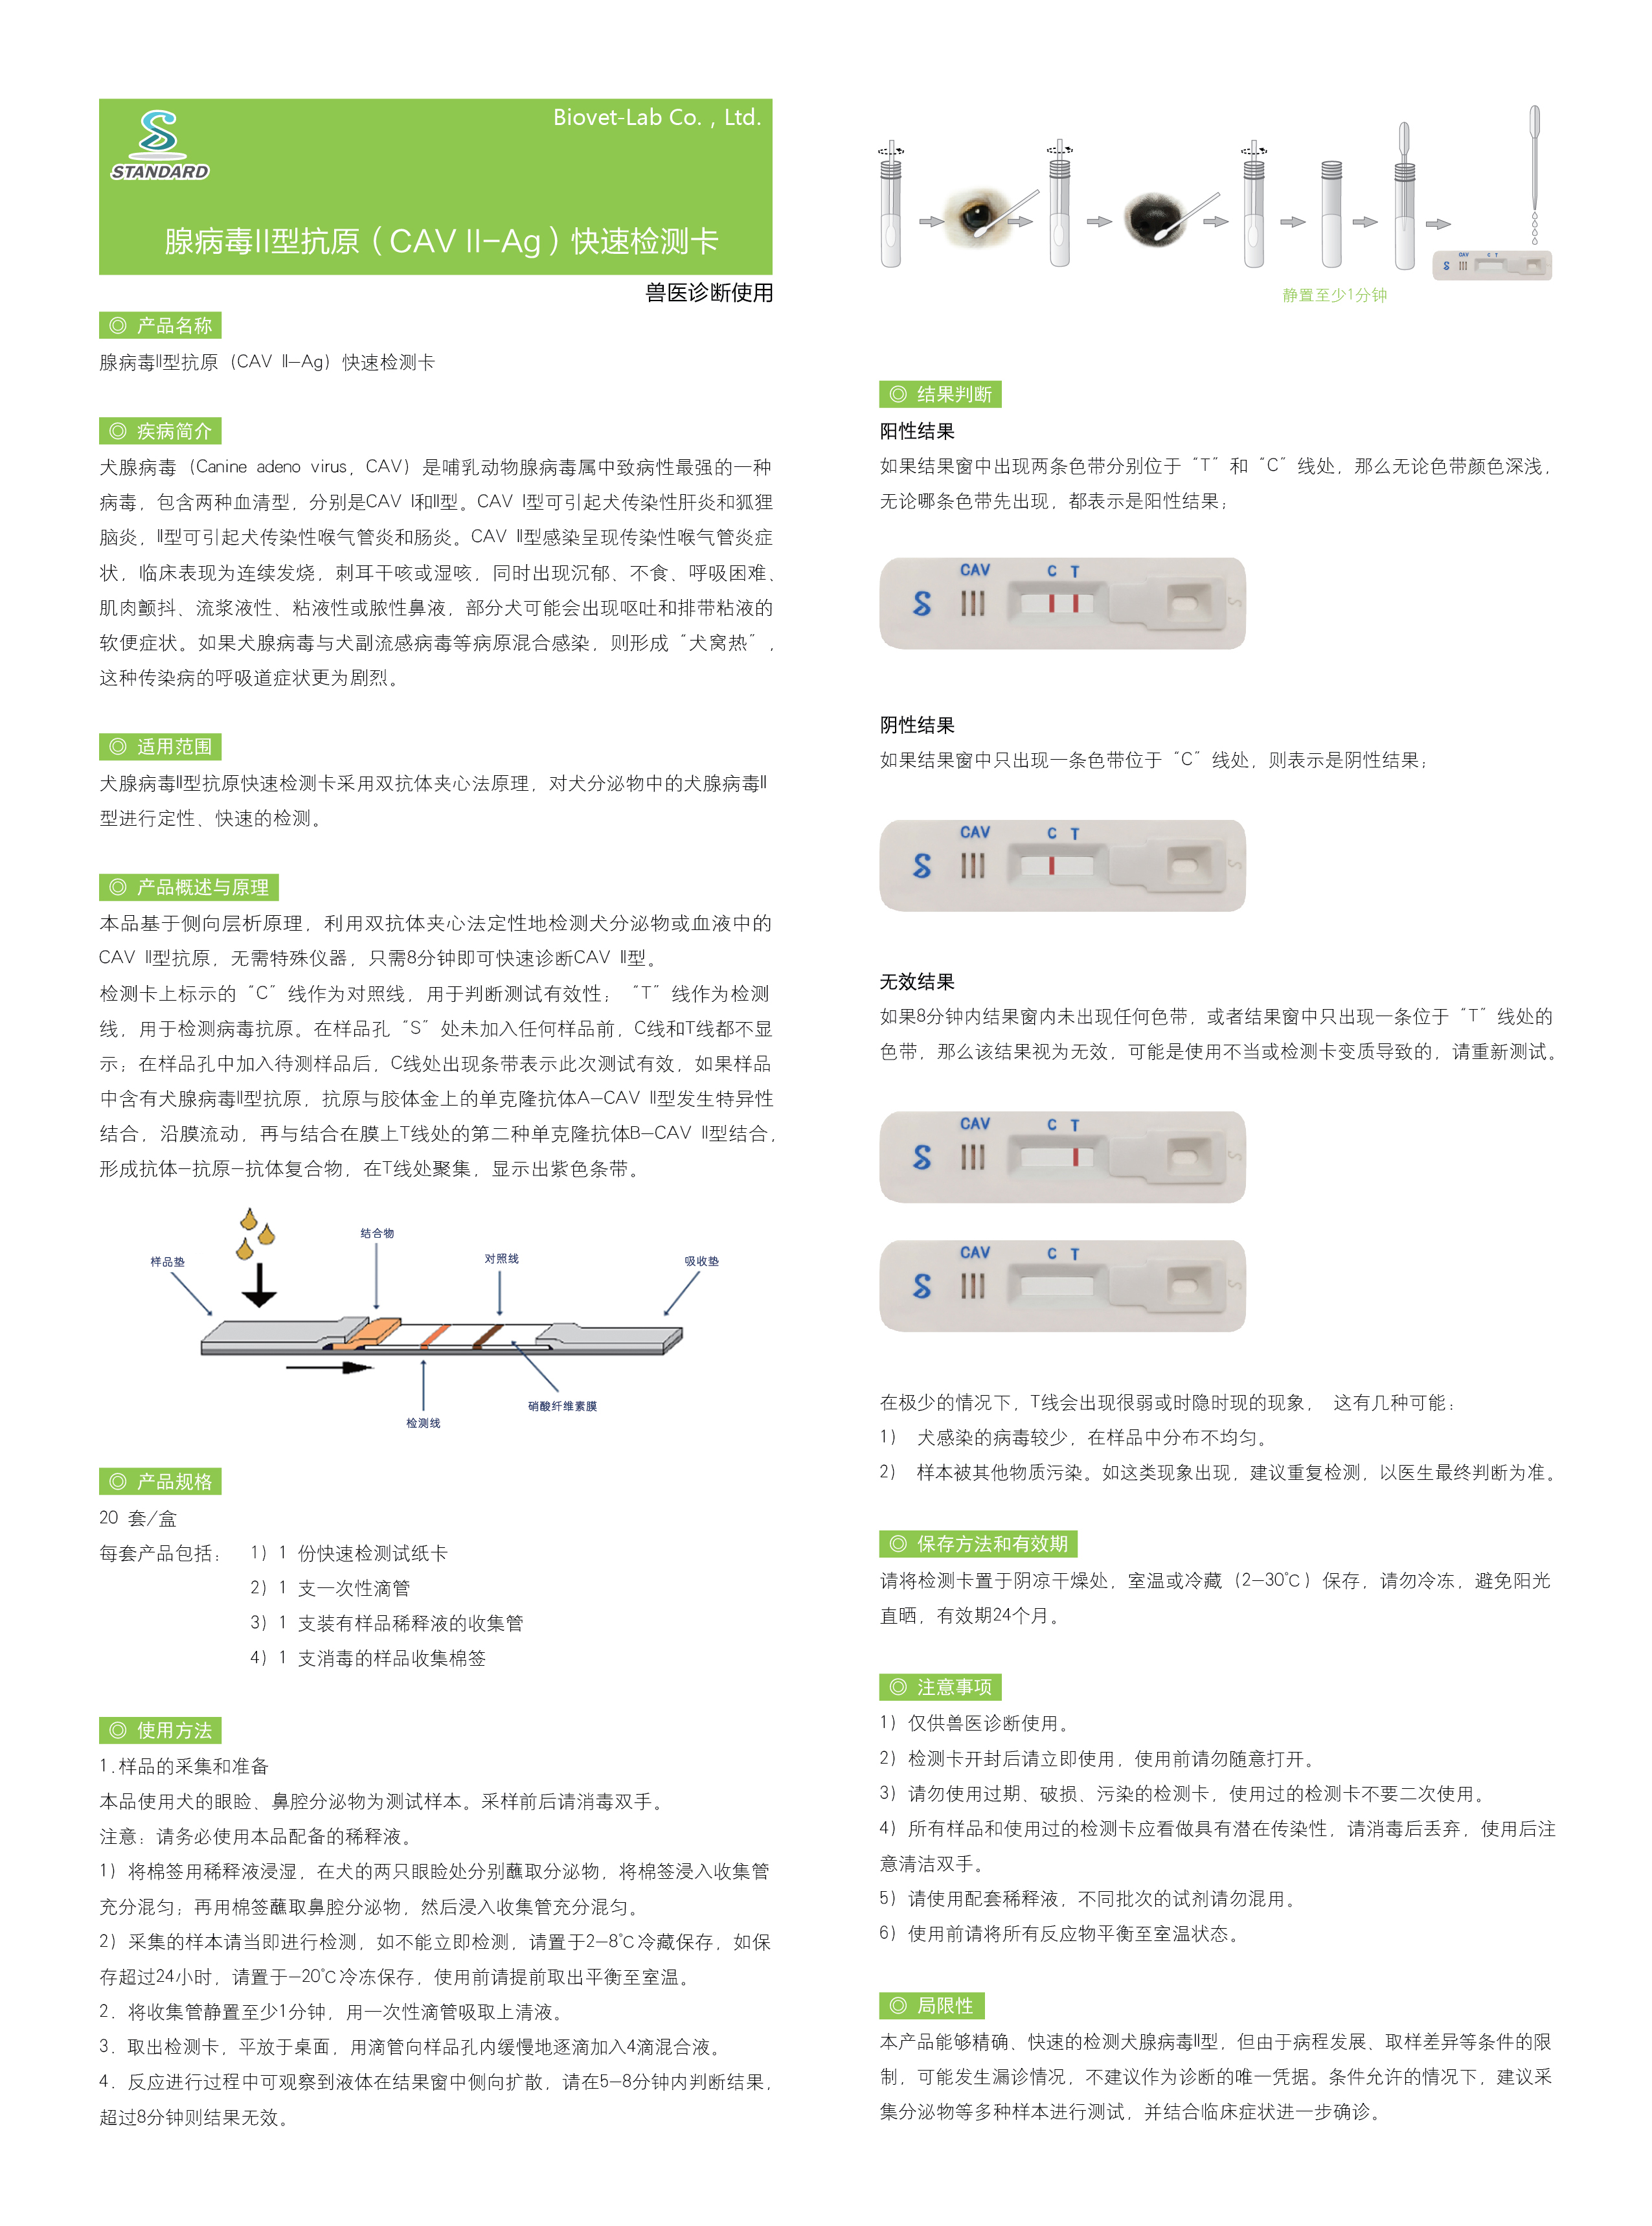 Biovet-Lab Co. , Ltd.
STANDARD
腺病毒II型抗原（CAV II-Ag）快速检测卡
兽医诊断使用
◎ 产品名称
腺病毒II型抗原（CAV II-Ag）快速检测卡
◎ 疾病简介
犬腺病毒（Canine adeno virus，CAV）是哺乳动物腺病毒属中致病性最强的一种
病毒，包含两种血清型，分别是CAV I和II型。CAV I型可引起犬传染性肝炎和狐狸
脑炎，II型可引起犬传染性喉气管炎和肠炎。CAV II型感染呈现传染性喉气管炎症
状，临床表现为连续发烧，刺耳干咳或湿咳，同时出现沉郁、不食、呼吸困难、
肌肉颤抖、流浆液性、粘液性或脓性鼻液，部分犬可能会出现呕吐和排带粘液的
软便症状。如果犬腺病毒与犬副流感病毒等病原混合感染，则形成“犬窝热”，
这种传染病的呼吸道症状更为剧烈。
◎ 适用范围
犬腺病毒II型抗原快速检测卡采用双抗体夹心法原理，对犬分泌物中的犬腺病毒II
型进行定性、快速的检测。
◎ 产品概述与原理
本品基于侧向层析原理，利用双抗体夹心法定性地检测犬分泌物或血液中的
CAV II型抗原，无需特殊仪器，只需8分钟即可快速诊断CAV II型。
检测卡上标示的“C”线作为对照线，用于判断测试有效性；“T”线作为检测
线，用于检测病毒抗原。在样品孔“S”处未加入任何样品前，C线和T线都不显
示；在样品孔中加入待测样品后，C线处出现条带表示此次测试有效，如果样品
中含有犬腺病毒II型抗原，抗原与胶体金上的单克隆抗体A-CAV II型发生特异性
结合，沿膜流动，再与结合在膜上T线处的第二种单克隆抗体B-CAV II型结合，
形成抗体-抗原-抗体复合物，在T线处聚集，显示出紫色条带。
结合物
样品垫
对照线
吸收垫
硝酸纤维素膜
检测线
◎ 产品规格
20 套/盒
每套产品包括： 1）1 份快速检测试纸卡
2）1 支一次性滴管
3）1 支装有样品稀释液的收集管
4）1 支消毒的样品收集棉签
◎ 使用方法
1.样品的采集和准备
本品使用犬的眼睑、鼻腔分泌物为测试样本。采样前后请消毒双手。
注意：请务必使用本品配备的稀释液。
1）将棉签用稀释液浸湿，在犬的两只眼睑处分别蘸取分泌物，将棉签浸入收集管
充分混匀；再用棉签蘸取鼻腔分泌物，然后浸入收集管充分混匀。
2）采集的样本请当即进行检测，如不能立即检测，请置于2-8℃冷藏保存，如保
存超过24小时，请置于-20℃冷冻保存，使用前请提前取出平衡至室温。
2. 将收集管静置至少1分钟，用一次性滴管吸取上清液。
3. 取出检测卡，平放于桌面，用滴管向样品孔内缓慢地逐滴加入4滴混合液。
4. 反应进行过程中可观察到液体在结果窗中侧向扩散，请在5-8分钟内判断结果，
超过8分钟则结果无效。
CAV C T
S
静置至少1分钟
◎ 结果判断
阳性结果
如果结果窗中出现两条色带分别位于“T”和“C”线处，那么无论色带颜色深浅，
无论哪条色带先出现，都表示是阳性结果；
CAV C T
S S
阴性结果
如果结果窗中只出现一条色带位于“C”线处，则表示是阴性结果；
CAV C T
S S
无效结果
如果8分钟内结果窗内未出现任何色带，或者结果窗中只出现一条位于“T”线处的
色带，那么该结果视为无效，可能是使用不当或检测卡变质导致的，请重新测试。
CAV C T
S S
CAV C T
S S
在极少的情况下，T线会出现很弱或时隐时现的现象， 这有几种可能：
1） 犬感染的病毒较少，在样品中分布不均匀。
2） 样本被其他物质污染。如这类现象出现，建议重复检测，以医生最终判断为准。
◎ 保存方法和有效期
请将检测卡置于阴凉干燥处，室温或冷藏（2-30℃）保存，请勿冷冻，避免阳光
直晒，有效期24个月。
◎ 注意事项
1）仅供兽医诊断使用。
2）检测卡开封后请立即使用，使用前请勿随意打开。
3）请勿使用过期、破损、污染的检测卡，使用过的检测卡不要二次使用。
4）所有样品和使用过的检测卡应看做具有潜在传染性，请消毒后丢弃，使用后注
意清洁双手。
5）请使用配套稀释液，不同批次的试剂请勿混用。
6）使用前请将所有反应物平衡至室温状态。
◎ 局限性
本产品能够精确、快速的检测犬腺病毒II型，但由于病程发展、取样差异等条件的限
制，可能发生漏诊情况，不建议作为诊断的唯一凭据。条件允许的情况下，建议采
集分泌物等多种样本进行测试，并结合临床症状进一步确诊。